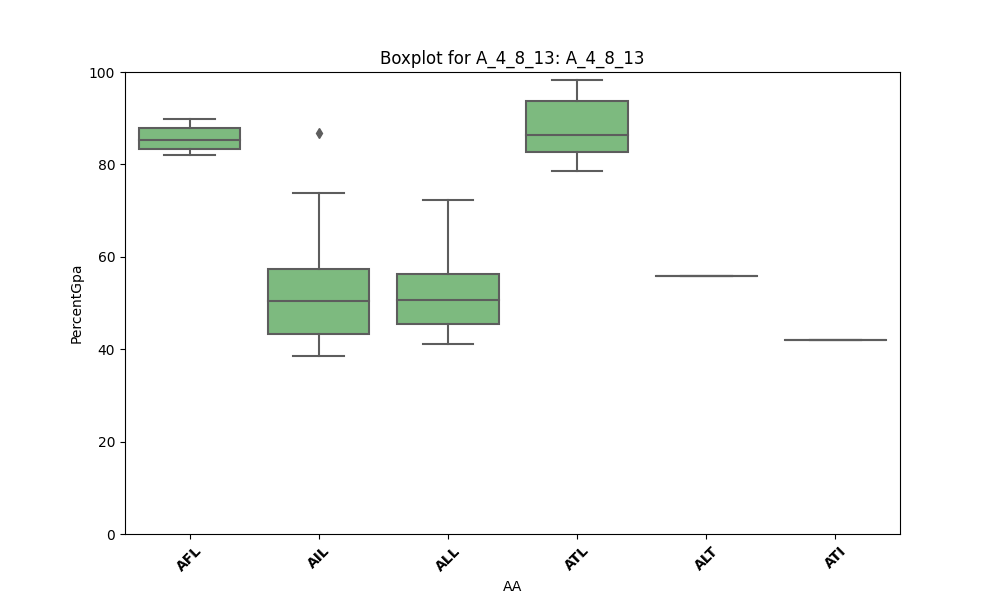 Boxplot for A_4_8_13: A_4_8_13
100
80
60
40
20
0
PercentGpa
AFL
AIL
ALL
ATL
ALT
ATI
AA